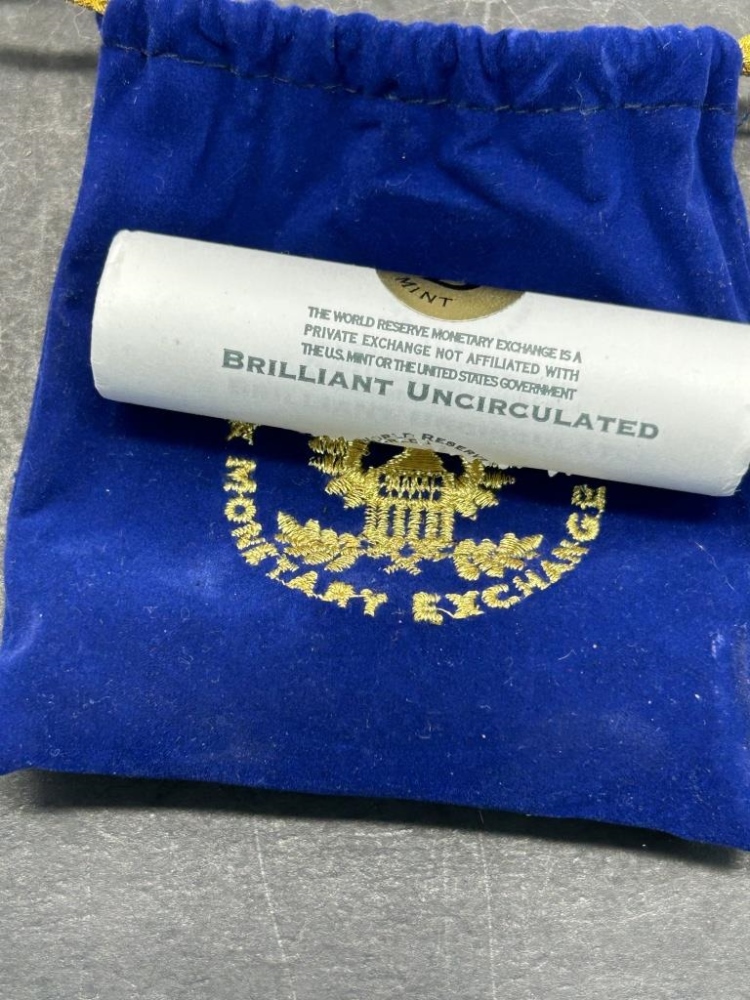 MINT
THE WORLD RESERVE MONETARY EXCHANGE IS A
PRIVATE EXCHANGE NOT AFFILIATED WITH
THE U.S. MINT OR THE UNITED STATES GOVERNMENT
BRILLIANT UNCIRCULATED
RESERVE
MONETARY EXCHANGE